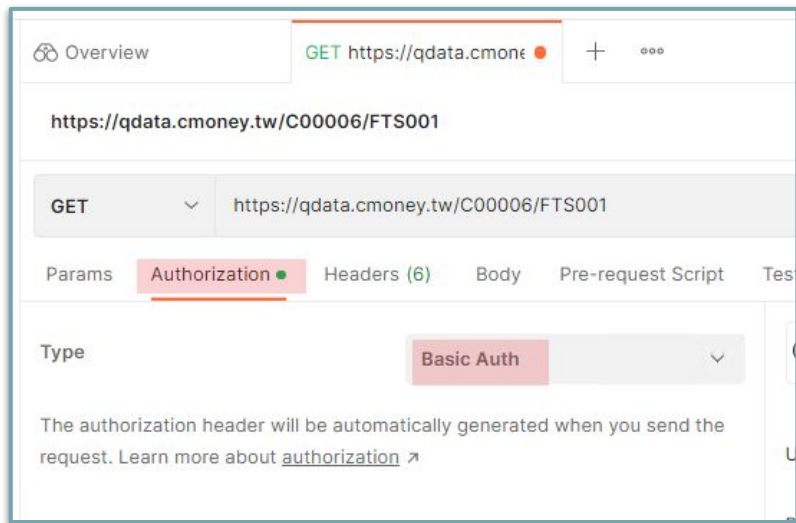 Overview
GET https://qdata.cmone
https://qdata.cmoney.tw/C00006/FTS001
GET https://qdata.cmoney.tw/C00006/FTS001
Params Authorization Headers (6) Body Pre-request Script Tes
Type Basic Auth
The authorization header will be automatically generated when you send the
request. Learn more about authorization ↗
U